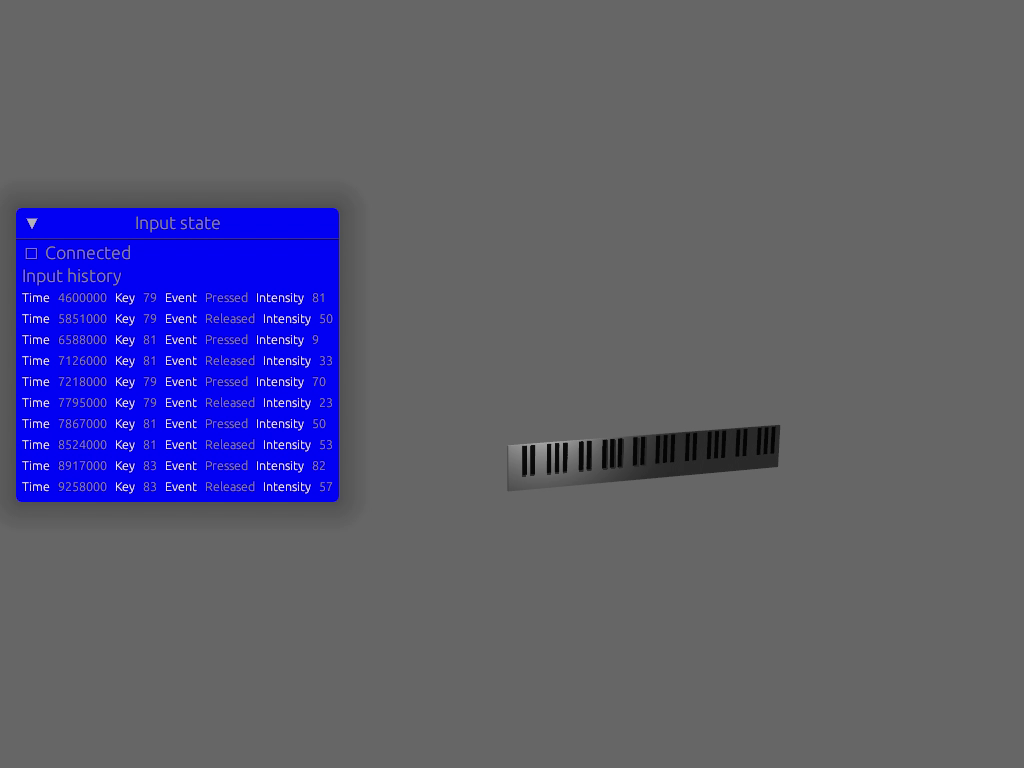 Input state
Connected
Input history
Time 4600000 Key 79 Event Pressed Intensity 81
Time 5851000 Key 79 Event Released Intensity 50
Time 6588000 Key 81 Event Pressed Intensity 9
Time 7126000 Key 81 Event Released Intensity 33
Time 7218000 Key 79 Event Pressed Intensity 70
Time 7795000 Key 79 Event Released Intensity 23
Time 7867000 Key 81 Event Pressed Intensity 50
Time 8524000 Key 81 Event Released Intensity 53
Time 8917000 Key 83 Event Pressed Intensity 82
Time 9258000 Key 83 Event Released Intensity 57